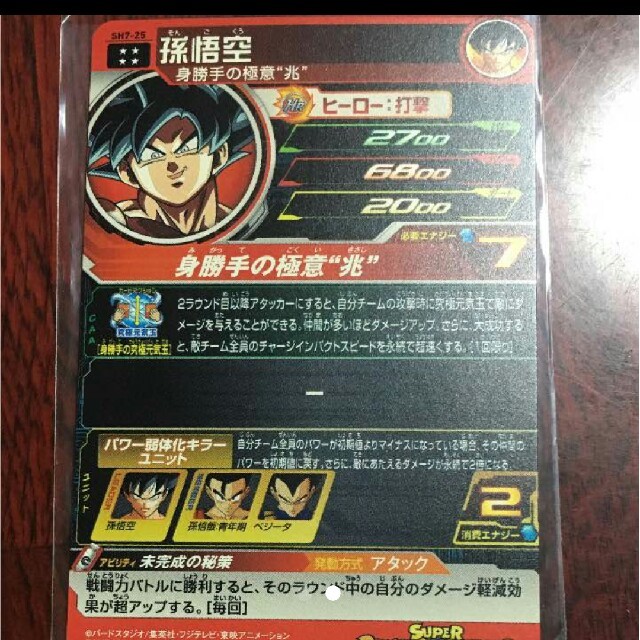 SH7-25
孫悟空
身勝手の極意“兆”
Hr ヒーロー:打撃
2700
6800
2000
必要エナジー 7
身勝手の極意“兆”
CAA
究極元気玉
[身勝手の究極元気玉]
2ラウンド目以降アタッカーにすると、自分チームの攻撃時に究極元気玉で敵にダ
メージを与えることができる。仲間が多いほどダメージアップ。さらに、大成功する
と、敵チーム全員のチャージインパクトスピードを永続で超速くする。[1回限り]
ー
ユニット
パワー弱体化キラー
ユニット
自分チーム全員のパワーが初期値よりマイナスになっている場合、その仲間の
パワーを初期値に戻す。さらに、敵にあたえるダメージが永続で2倍になる。
孫悟空
孫悟飯:青年期
ベジータ
2
消費エナジー
アビリティ 未完成の秘策
発動方式 アタック
戦闘力バトルに勝利すると、そのラウンド中の自分のダメージ軽減効
果が超アップする。[毎回]
©バードスタジオ/集英社・フジテレビ・東映アニメーション
SUPER